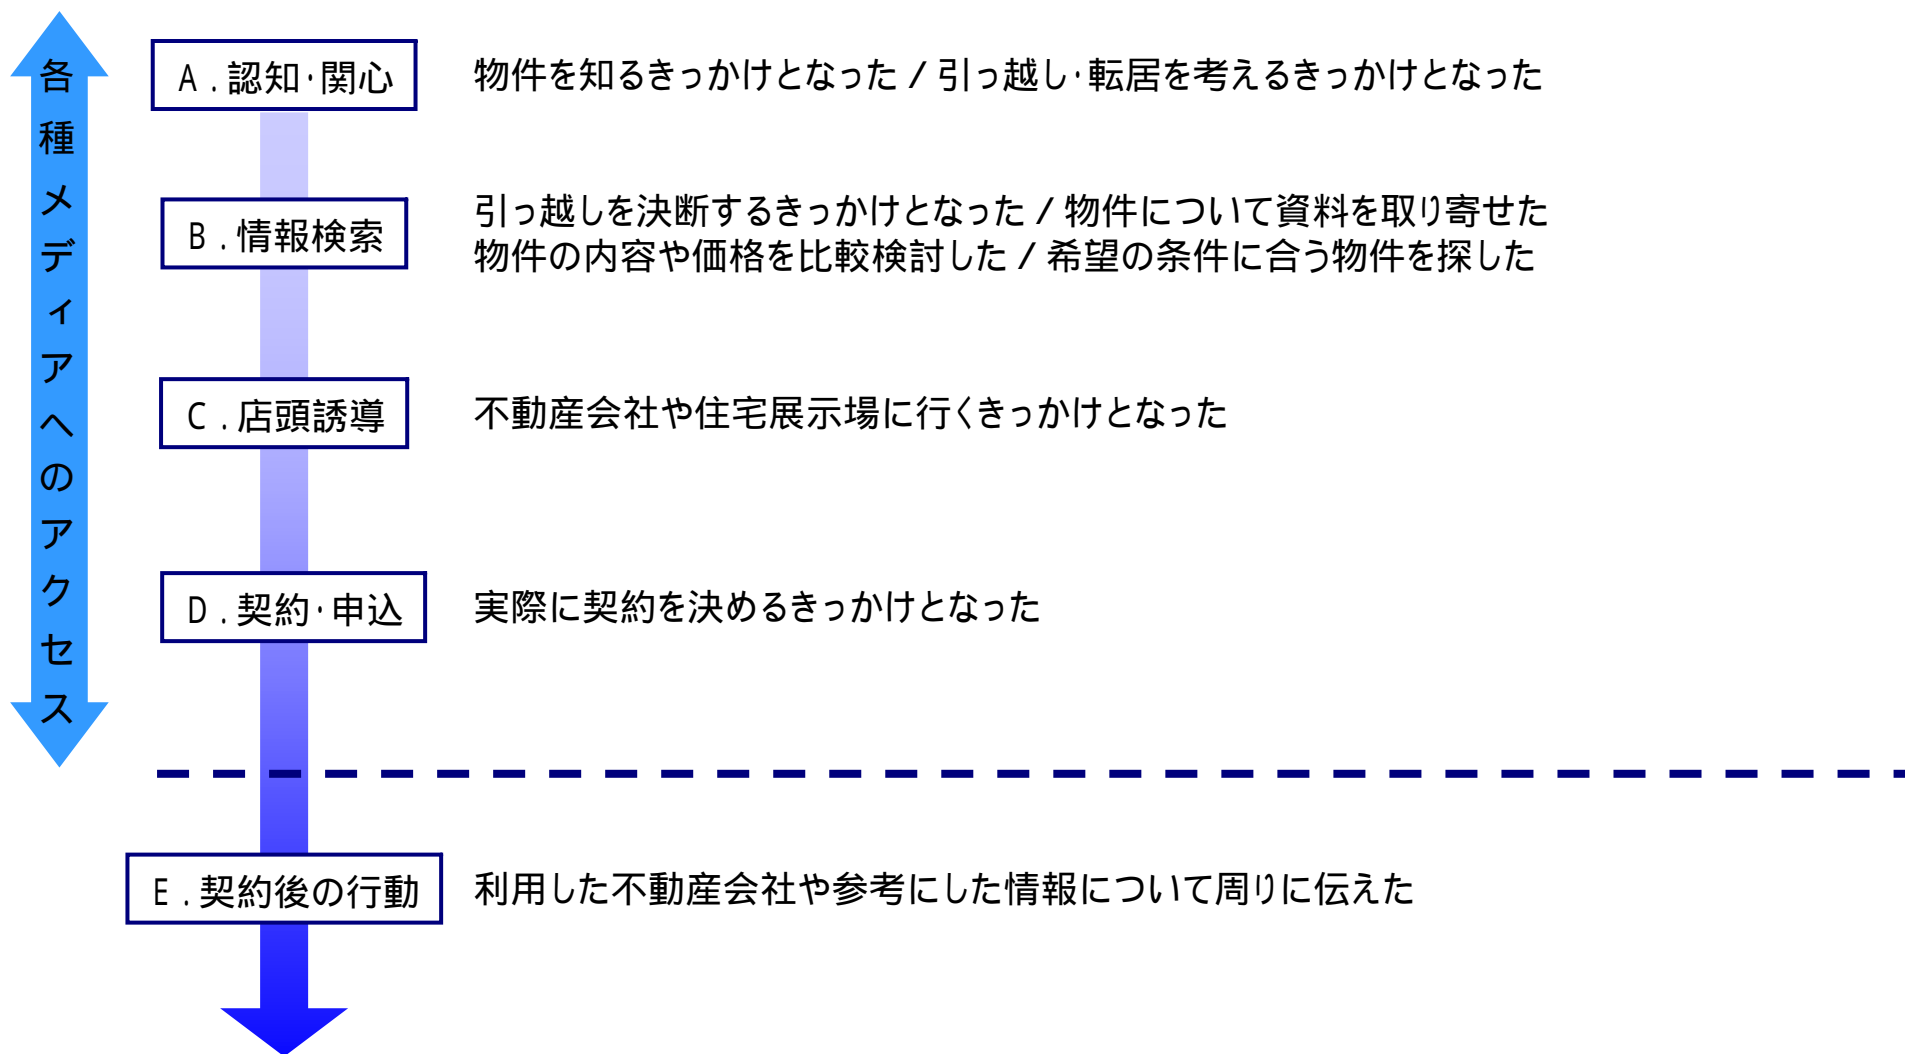 各種メディアへのアクセス
A.認知・関心
物件を知るきっかけとなった/引っ越し・転居を考えるきっかけとなった
B.情報検索
引っ越しを決断するきっかけとなった/物件について資料を取り寄せた
物件の内容や価格を比較検討した/希望の条件に合う物件を探した
C.店頭誘導
不動産会社や住宅展示場に行くきっかけとなった
D.契約・申込
実際に契約を決めるきっかけとなった
E.契約後の行動
利用した不動産会社や参考にした情報について周りに伝えた